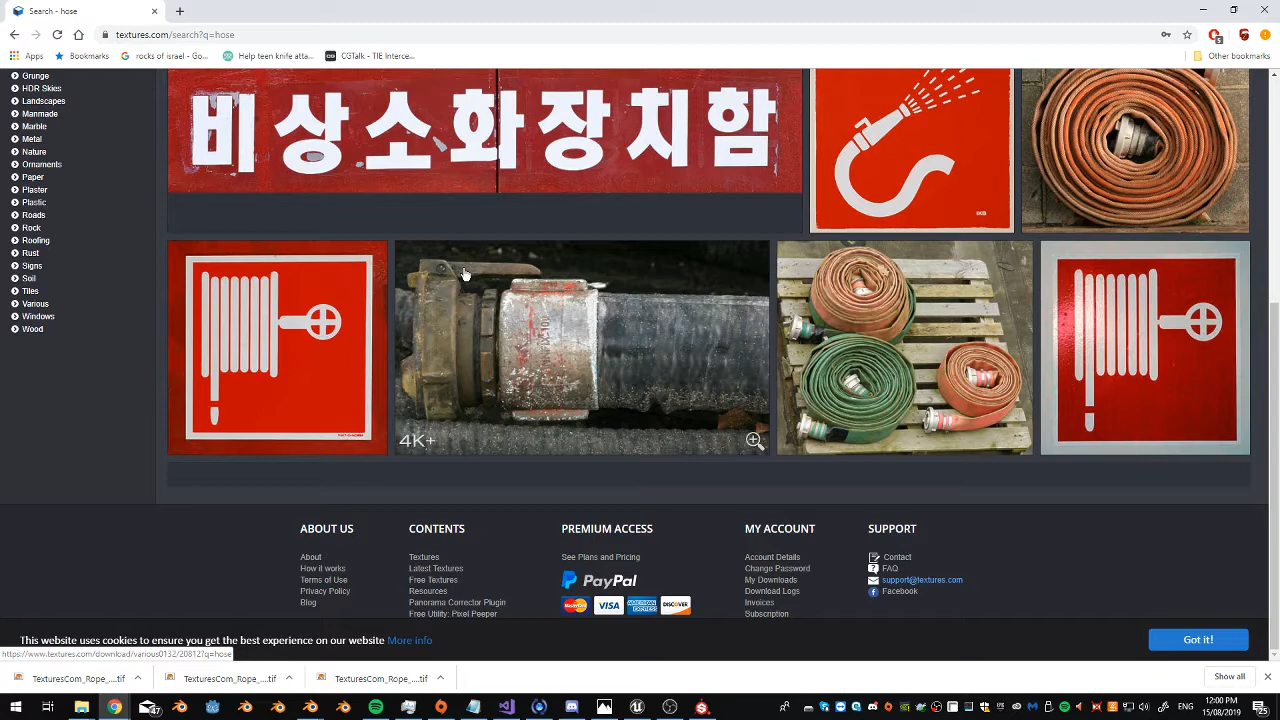 Search - hose
textures.com/search?q=hose
Apps
Bookmarks
rocks of israel - Go...
Help teen knife atta...
CG
CGTalk - TIE Interce...
Other bookmarks
Grunge
HDR Skies
Landscapes
Manmade
Marble
Metal
Nature
Ornaments
Paper
Plaster
Plastic
Roads
Rock
Roofing
Rust
Signs
Soil
Tiles
Various
Windows
Wood
비상소화장치함
4K+
ABOUT US
About
How it works
Terms of Use
Privacy Policy
Blog
CONTENTS
Textures
Latest Textures
Free Textures
Resources
Panorama Corrector Plugin
Free Utility: Pixel Peeper
PREMIUM ACCESS
See Plans and Pricing
PayPal
MasterCard
VISA
AMERICAN EXPRESS
DISCOVER
MY ACCOUNT
Account Details
Change Password
My Downloads
Download Logs
Invoices
Subscription
SUPPORT
Contact
FAQ
support@textures.com
Facebook
This website uses cookies to ensure you get the best experience on our website More info
Got it!
https://www.textures.com/download/various0132/20812?q=hose
TexturesCom_Rope_....tif
TexturesCom_Rope_....tif
TexturesCom_Rope_....tif
Show all
47
ENG
12:00 PM
15/08/2019
25